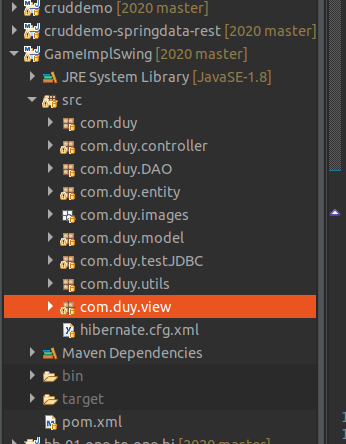 cruddemo [2020 master]
cruddemo-springdata-rest [2020 master]
GameImplSwing [2020 master]
JRE System Library [JavaSE-1.8]
src
com.duy
com.duy.controller
com.duy.DAO
com.duy.entity
com.duy.images
com.duy.model
com.duy.testJDBC
com.duy.utils
com.duy.view
hibernate.cfg.xml
Maven Dependencies
bin
target
pom.xml
hb-01-one-to-one-bi [2020 master]